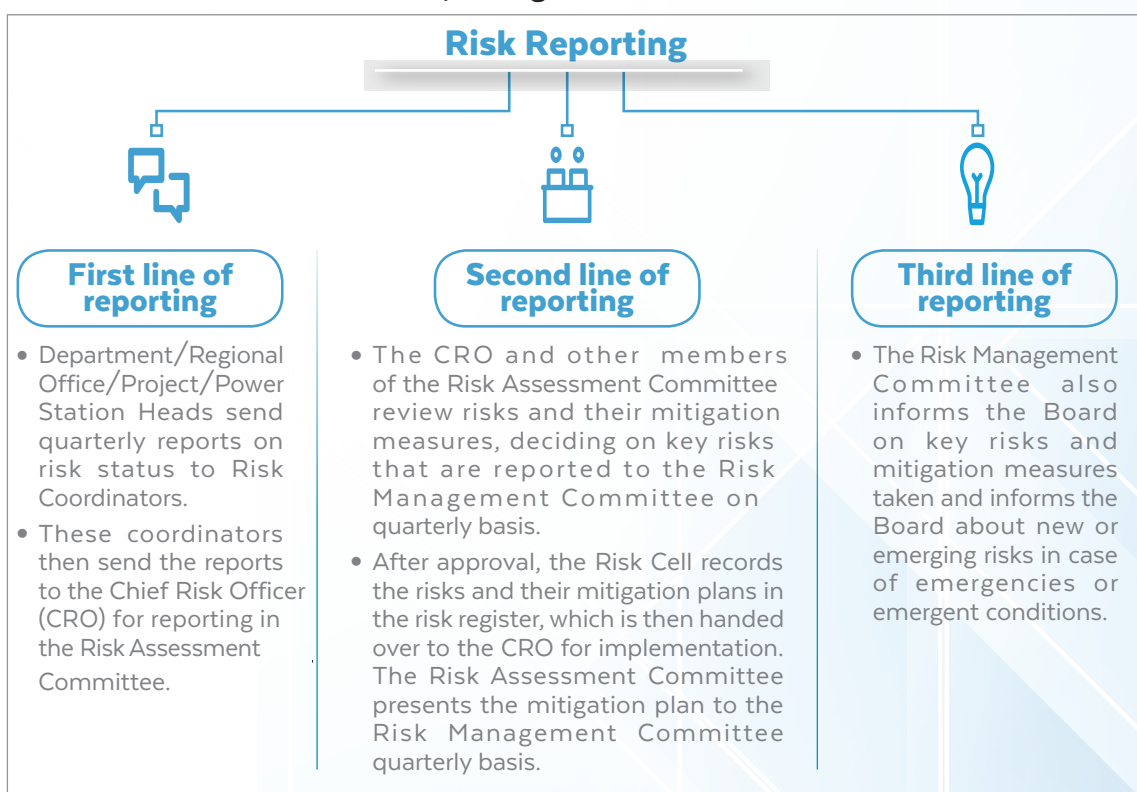 Risk Reporting
First line of
reporting
• Department/Regional
Office/Project/Power
Station Heads send
quarterly reports on
risk status to Risk
Coordinators.
• These coordinators
then send the reports
to the Chief Risk Officer
(CRO) for reporting in
the Risk Assessment
Committee.
Second line of
reporting
• The CRO and other members
of the Risk Assessment Committee
review risks and their mitigation
measures, deciding on key risks
that are reported to the Risk
Management Committee on
quarterly basis.
• After approval, the Risk Cell records
the risks and their mitigation plans in
the risk register, which is then handed
over to the CRO for implementation.
The Risk Assessment Committee
presents the mitigation plan to the
Risk Management Committee
quarterly basis.
Third line of
reporting
• The Risk Management
Committee also
informs the Board
on key risks and
mitigation measures
taken and informs the
Board about new or
emerging risks in case
of emergencies or
emergent conditions.